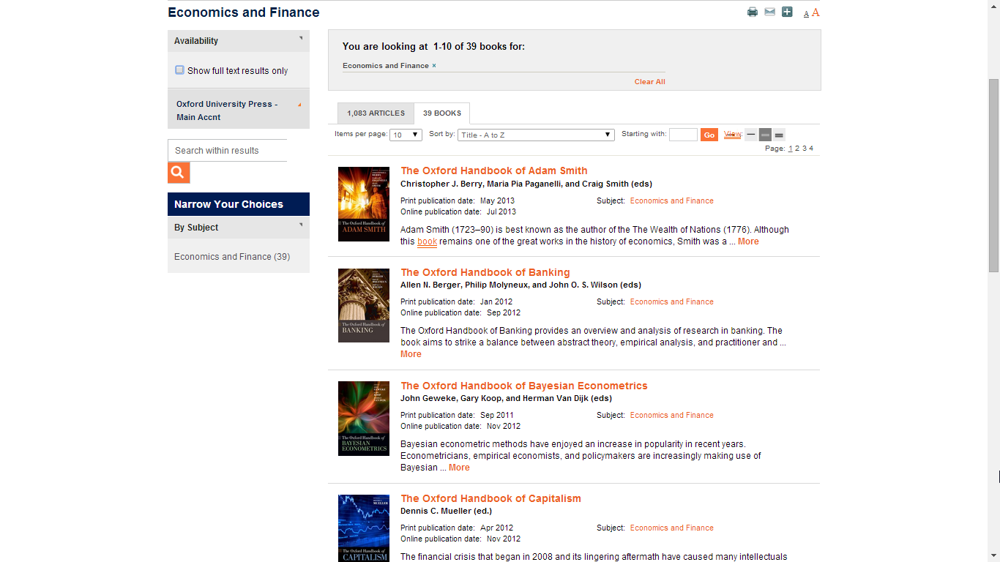 Economics and Finance
A A
Availability
Show full text results only
Oxford University Press -
Main Accnt
Search within results
Narrow Your Choices
By Subject
Economics and Finance (39)
You are looking at 1-10 of 39 books for:
Economics and Finance ×
Clear All
1,083 ARTICLES 39 BOOKS
Items per page: 10 Sort by: Title - A to Z Starting with: Go View:
Page: 1 2 3 4
The Oxford Handbook of
ADAM SMITH
The Oxford Handbook of Adam Smith
Christopher J. Berry, Maria Pia Paganelli, and Craig Smith (eds)
Print publication date: May 2013 Subject: Economics and Finance
Online publication date: Jul 2013
Adam Smith (1723–90) is best known as the author of the The Wealth of Nations (1776). Although
this book remains one of the great works in the history of economics, Smith was a ... More
The Oxford Handbook of
BANKING
The Oxford Handbook of Banking
Allen N. Berger, Philip Molyneux, and John O. S. Wilson (eds)
Print publication date: Jan 2012 Subject: Economics and Finance
Online publication date: Sep 2012
The Oxford Handbook of Banking provides an overview and analysis of research in banking. The
book aims to strike a balance between abstract theory, empirical analysis, and practitioner and ...
More
The Oxford Handbook of
BAYESIAN
ECONOMETRICS
The Oxford Handbook of Bayesian Econometrics
John Geweke, Gary Koop, and Herman Van Dijk (eds)
Print publication date: Sep 2011 Subject: Economics and Finance
Online publication date: Nov 2012
Bayesian econometric methods have enjoyed an increase in popularity in recent years.
Econometricians, empirical economists, and policymakers are increasingly making use of
Bayesian ... More
MUELLER
The Oxford Handbook of
CAPITALISM
The Oxford Handbook of Capitalism
Dennis C. Mueller (ed.)
Print publication date: Apr 2012 Subject: Economics and Finance
Online publication date: Nov 2012
The financial crisis that began in 2008 and its lingering aftermath have caused many intellectuals